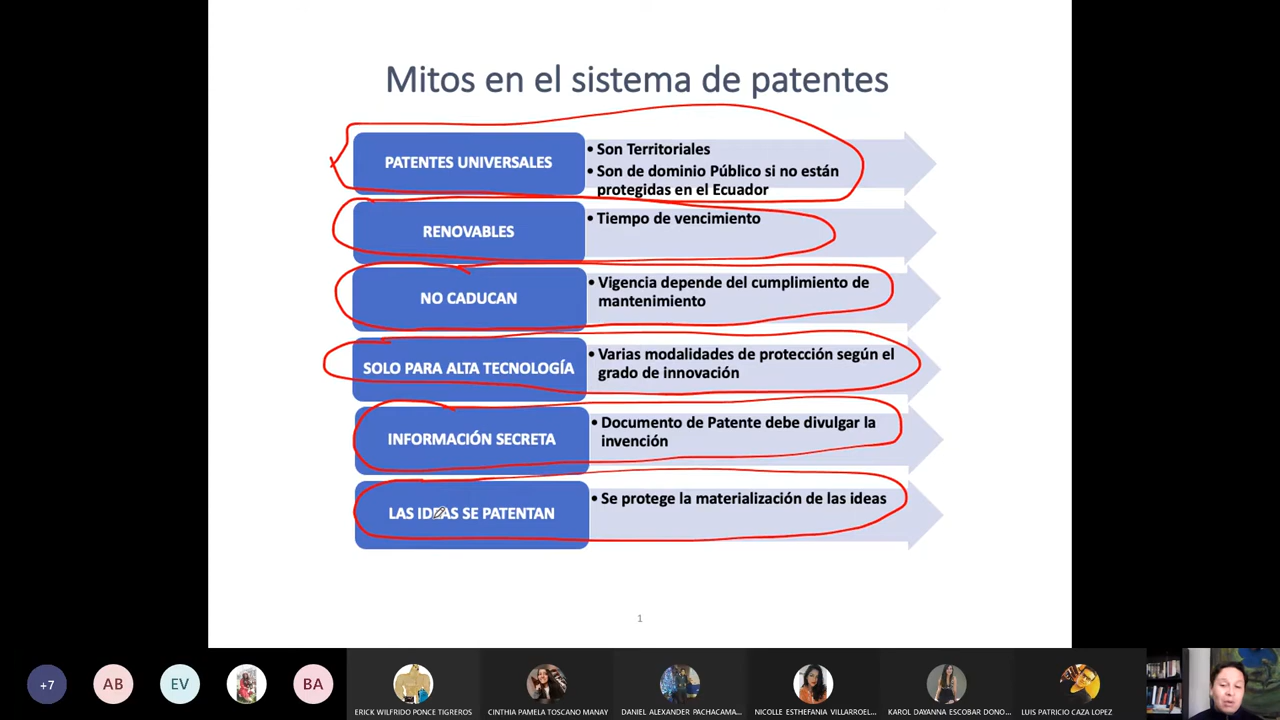 Mitos en el sistema de patentes
PATENTES UNIVERSALES
• Son Territoriales
• Son de dominio Público si no están
protegidas en el Ecuador
RENOVABLES
• Tiempo de vencimiento
NO CADUCAN
• Vigencia depende del cumplimiento de
mantenimiento
SOLO PARA ALTA TECNOLOGÍA
• Varias modalidades de protección según el
grado de innovación
INFORMACIÓN SECRETA
• Documento de Patente debe divulgar la
invención
LAS IDEAS SE PATENTAN
• Se protege la materialización de las ideas
1
+7
AB
EV
BA
ERICK WILFRIDO PONCE TIGREROS
CINTHIA PAMELA TOSCANO MANAY
DANIEL ALEXANDER PACHACAMA...
NICOLLE ESTHEFANIA VILLARROEL...
KAROL DAYANNA ESCOBAR DONO...
LUIS PATRICIO CAZA LOPEZ